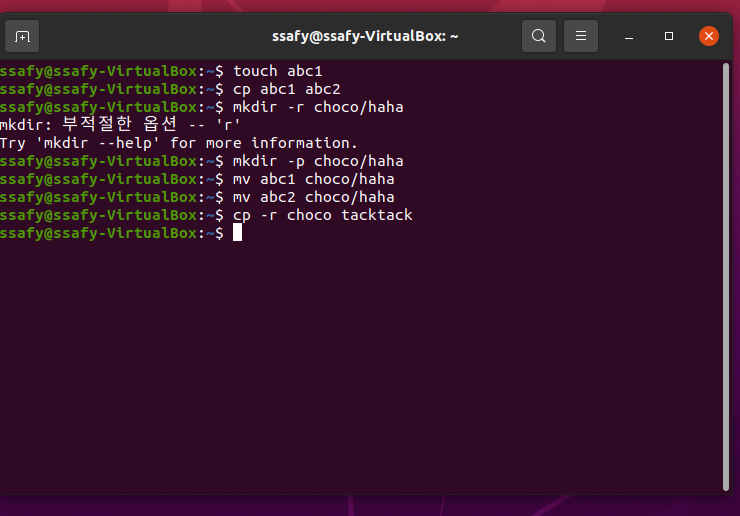 ssafy@ssafy-VirtualBox: ~
ssafy@ssafy-VirtualBox:~$ touch abc1
ssafy@ssafy-VirtualBox:~$ cp abc1 abc2
ssafy@ssafy-VirtualBox:~$ mkdir -r choco/haha
mkdir: 부적절한 옵션 -- 'r'
Try 'mkdir --help' for more information.
ssafy@ssafy-VirtualBox:~$ mkdir -p choco/haha
ssafy@ssafy-VirtualBox:~$ mv abc1 choco/haha
ssafy@ssafy-VirtualBox:~$ mv abc2 choco/haha
ssafy@ssafy-VirtualBox:~$ cp -r choco tacktack
ssafy@ssafy-VirtualBox:~$